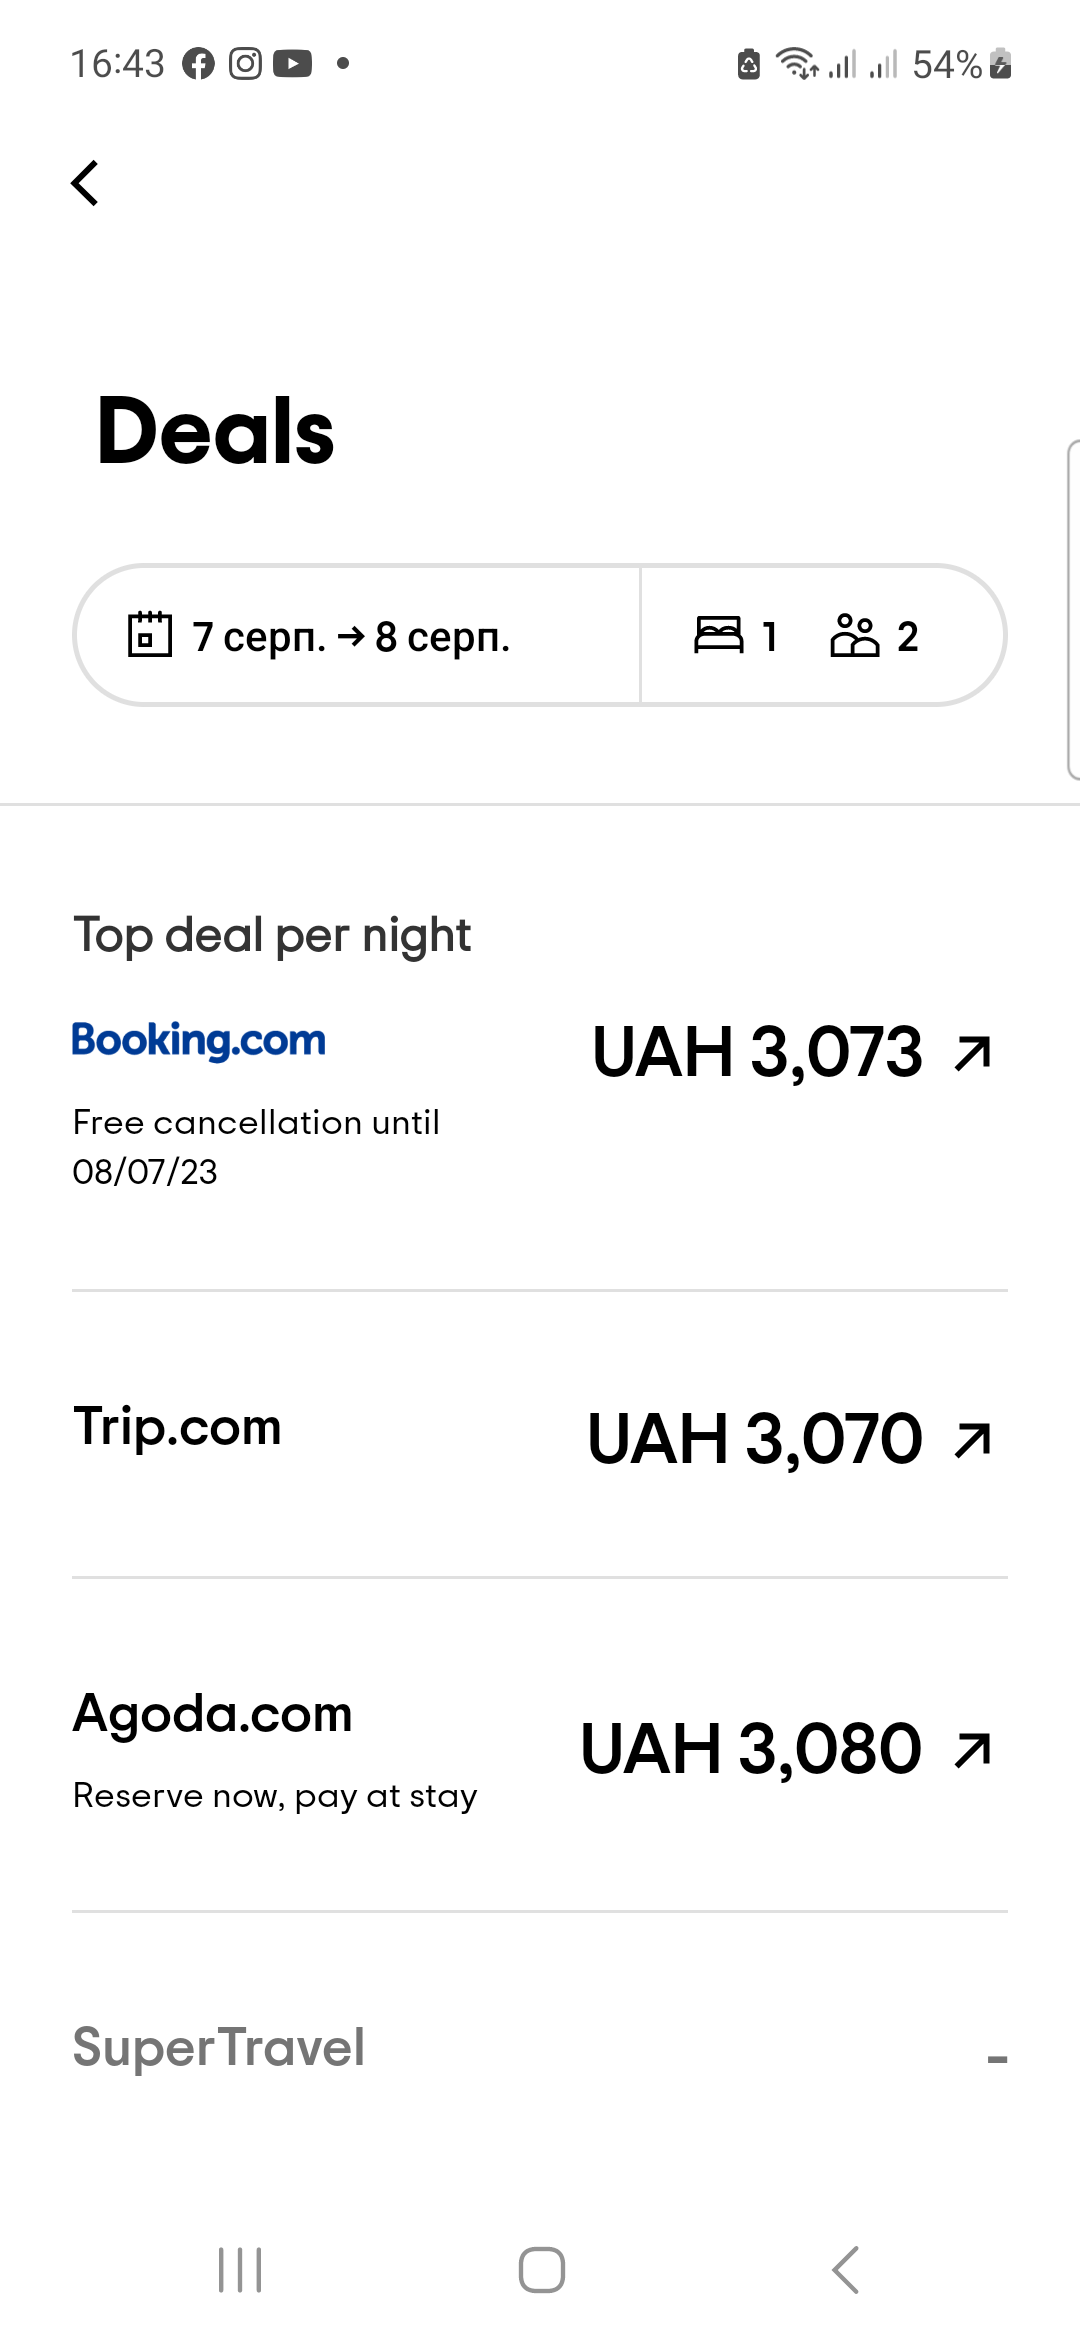 16:43
54%
Deals
7 серп. → 8 серп.
1
2
Top deal per night
Booking.com
UAH 3,073
Free cancellation until
08/07/23
Trip.com
UAH 3,070
Agoda.com
UAH 3,080
Reserve now, pay at stay
SuperTravel
-